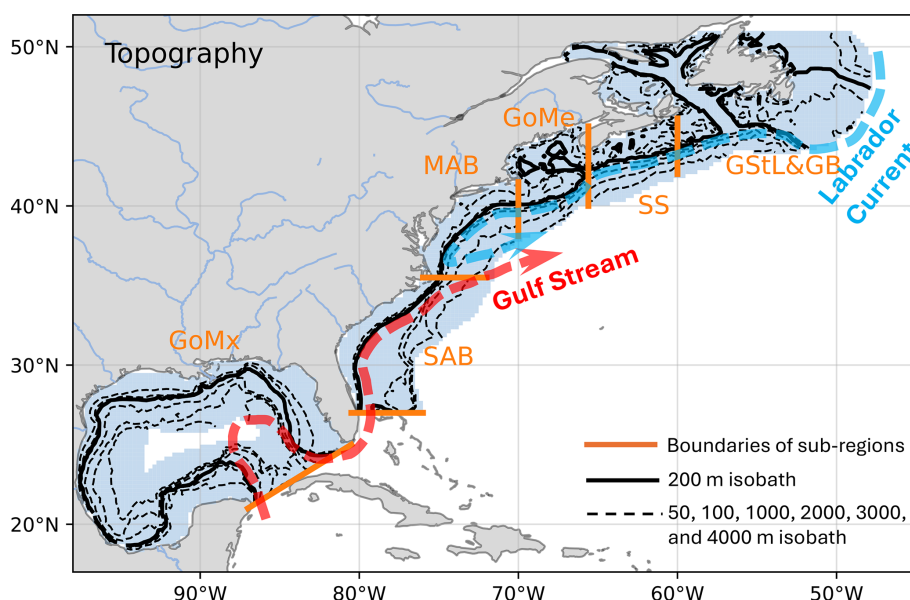 Topography
50°N
40°N
30°N
20°N
GoMe
MAB
GStL&GB
SS
Labrador
Current
Gulf Stream
GoMx
SAB
Boundaries of sub-regions
200 m isobath
50, 100, 1000, 2000, 3000,
and 4000 m isobath
90°W
80°W
70°W
60°W
50°W